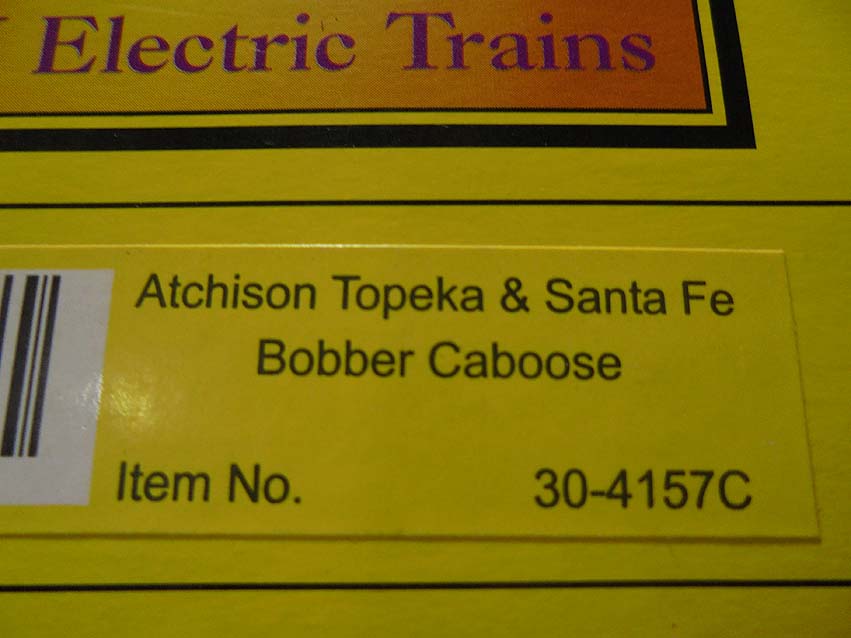 Electric Trains
Atchison Topeka & Santa Fe
Bobber Caboose
Item No. 30-4157C